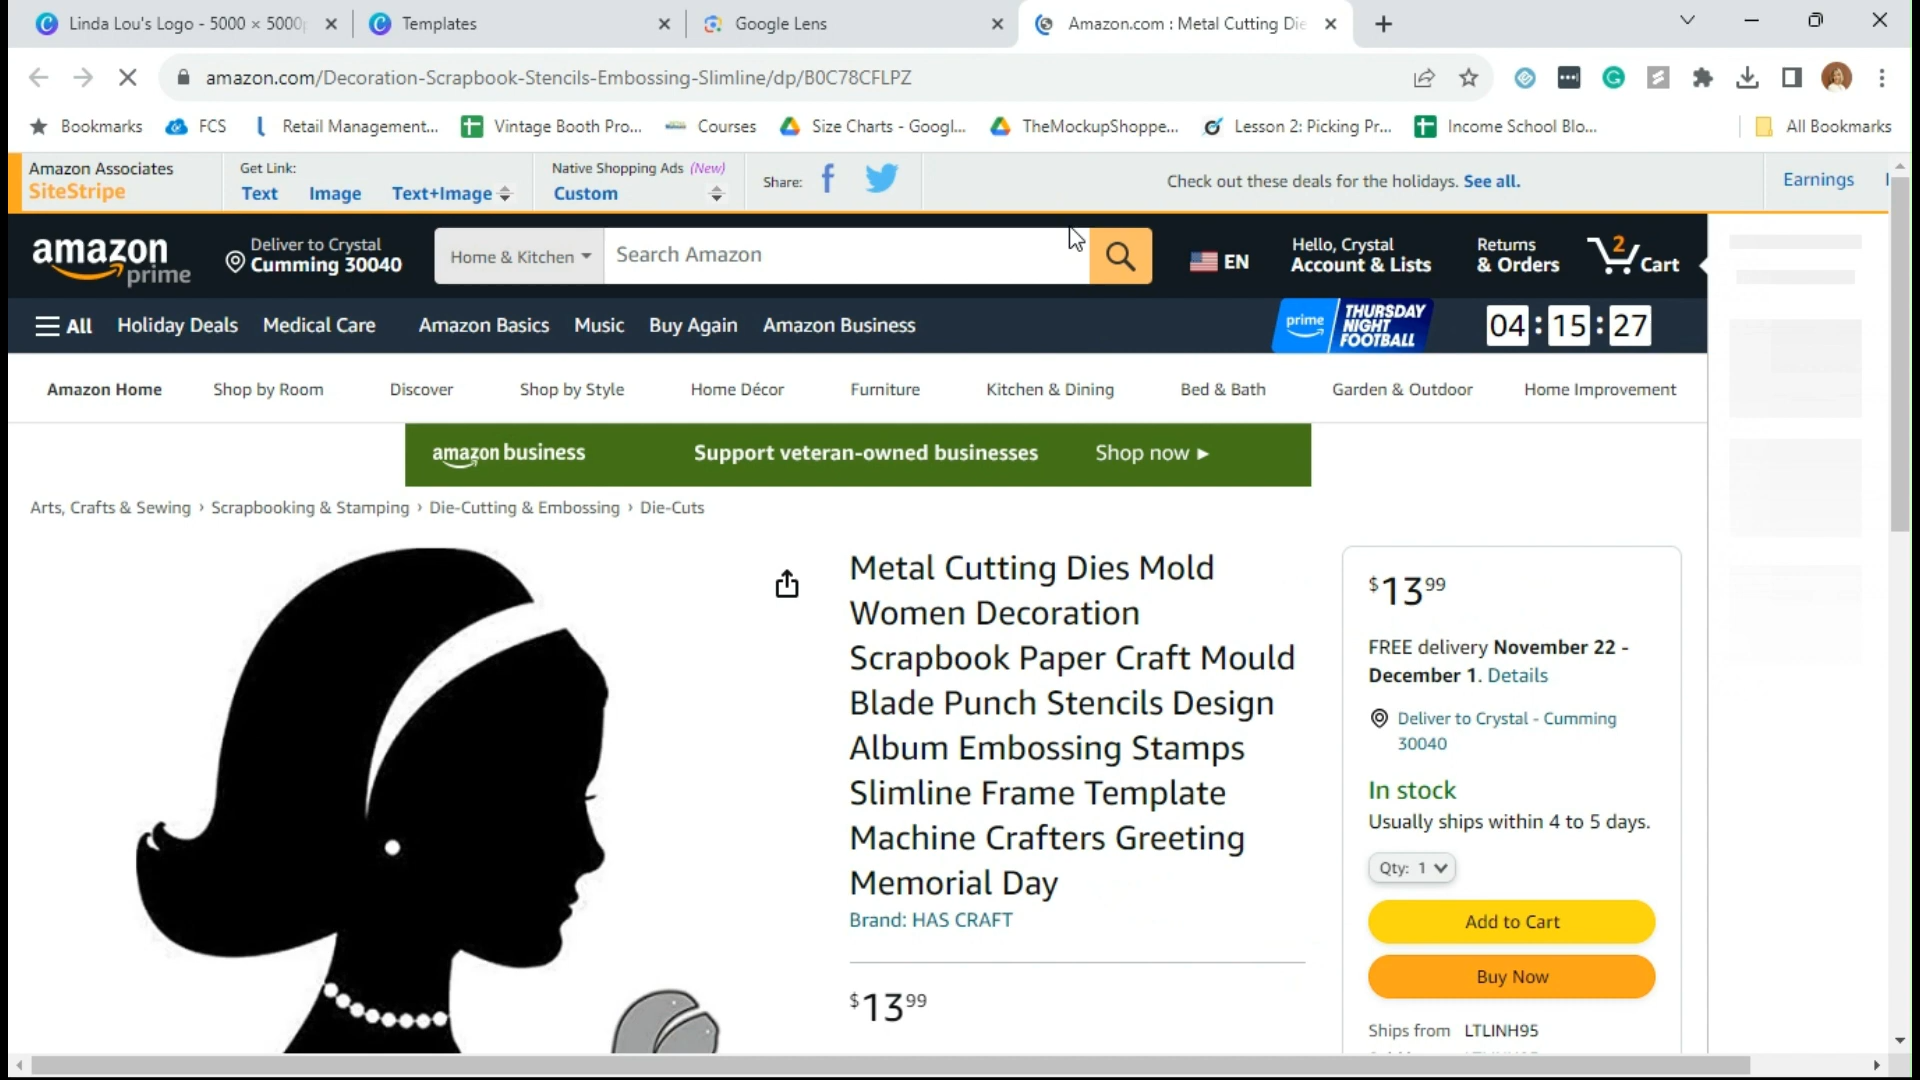 Linda Lou's Logo - 5000 × 5000
Templates
Google Lens
Amazon.com : Metal Cutting Die
amazon.com/Decoration-Scrapbook-Stencils-Embossing-Slimline/dp/B0C78CFLPZ
Bookmarks
FCS
Retail Management...
Vintage Booth Pro...
Courses
Size Charts - Googl...
TheMockupShoppe...
Lesson 2: Picking Pr...
Income School Blo...
All Bookmarks
Amazon Associates
SiteStripe
Get Link:
Text Image Text+Image
Native Shopping Ads (New)
Custom
Share:
Check out these deals for the holidays. See all.
Earnings
amazon
prime
Deliver to Crystal
Cumming 30040
Home & Kitchen
Search Amazon
EN
Hello, Crystal
Account & Lists
Returns
& Orders
2
Cart
All
Holiday Deals
Medical Care
Amazon Basics
Music
Buy Again
Amazon Business
prime
THURSDAY
NIGHT
FOOTBALL
04 : 15 : 27
Amazon Home
Shop by Room
Discover
Shop by Style
Home Décor
Furniture
Kitchen & Dining
Bed & Bath
Garden & Outdoor
Home Improvement
amazon business
Support veteran-owned businesses
Shop now ▸
Arts, Crafts & Sewing › Scrapbooking & Stamping › Die-Cutting & Embossing › Die-Cuts
Metal Cutting Dies Mold
Women Decoration
Scrapbook Paper Craft Mould
Blade Punch Stencils Design
Album Embossing Stamps
Slimline Frame Template
Machine Crafters Greeting
Memorial Day
Brand: HAS CRAFT
$13 99
$13 99
FREE delivery November 22 -
December 1. Details
Deliver to Crystal - Cumming
30040
In stock
Usually ships within 4 to 5 days.
Qty: 1
Add to Cart
Buy Now
Ships from LTLINH95